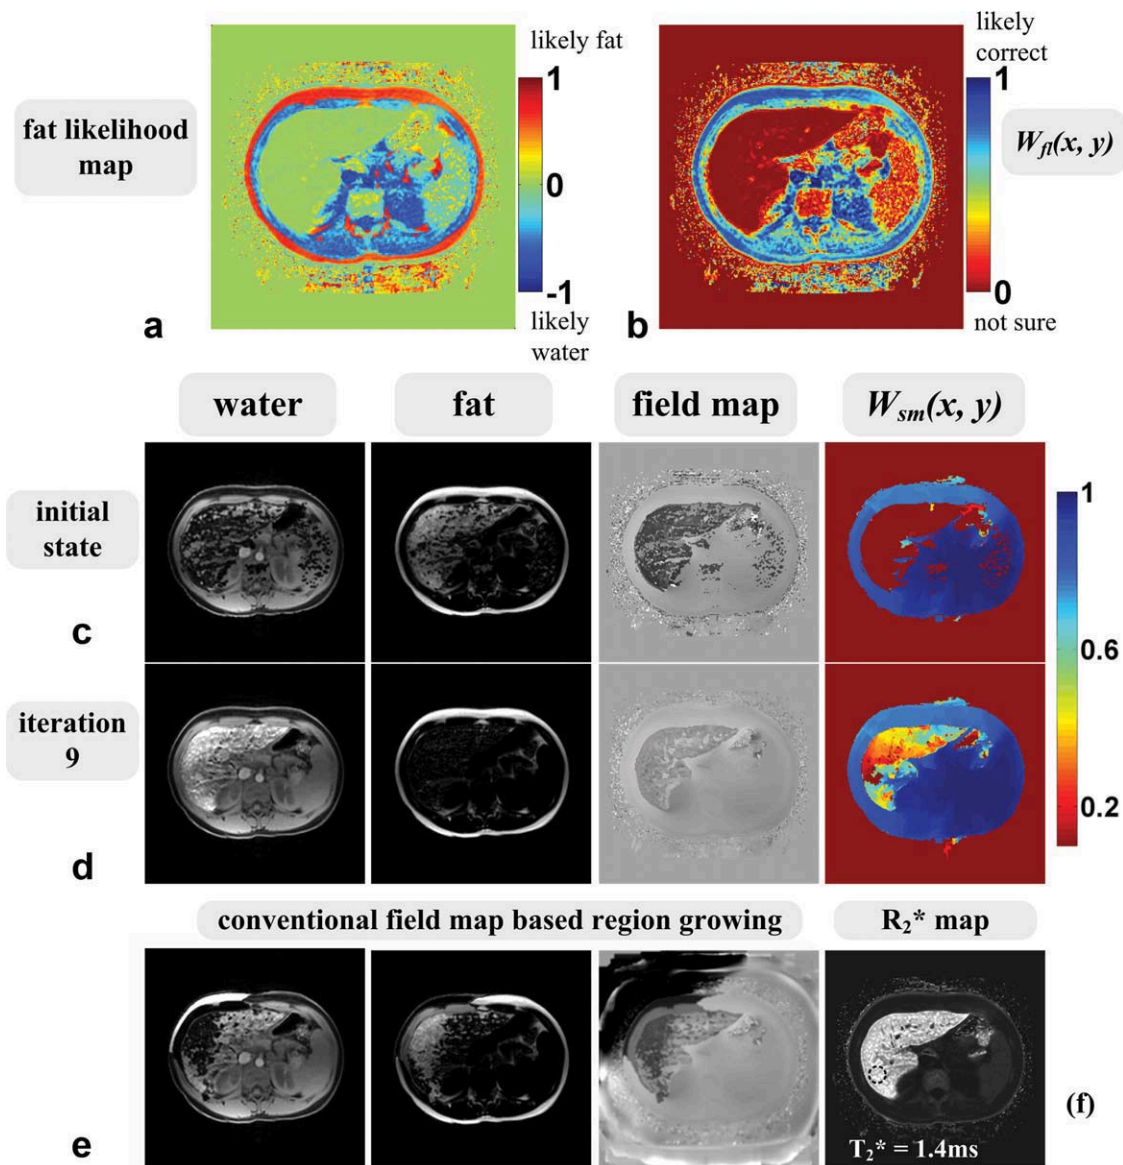 likely fat
likely
correct
fat likelihood
map
1
0
-1
1
0
W_fl(x, y)
a
likely
water
b
not sure
water
fat
field map
W_sm(x, y)
initial
state
c
1
0.6
0.2
iteration
9
d
conventional field map based region growing
R₂* map
e
T₂* = 1.4ms
(f)